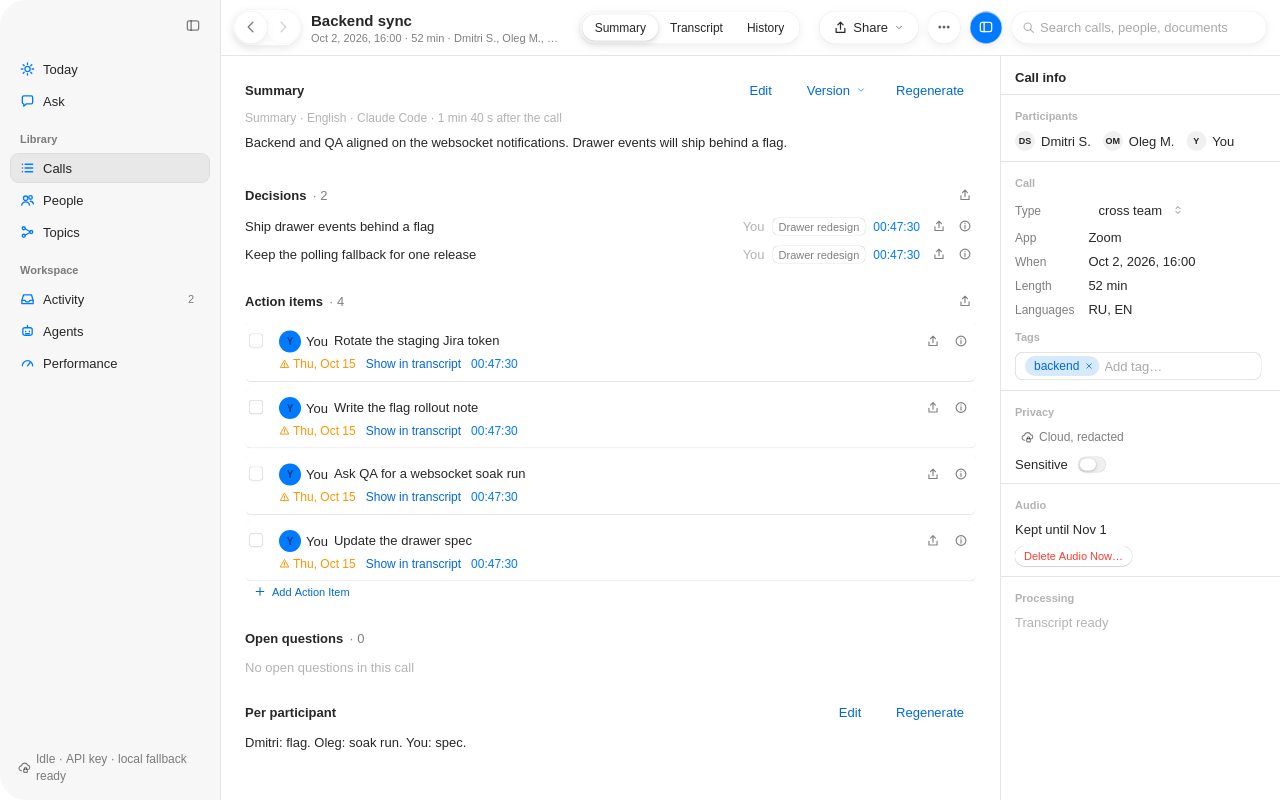 Today
Ask
Library
Calls
People
Topics
Workspace
Activity 2
Agents
Performance
Idle · API key · local fallback
ready
Backend sync
Oct 2, 2026, 16:00 · 52 min · Dmitri S., Oleg M., …
Summary Transcript History
Share
Search calls, people, documents
Summary
Edit Version Regenerate
Summary · English · Claude Code · 1 min 40 s after the call
Backend and QA aligned on the websocket notifications. Drawer events will ship behind a flag.
Decisions · 2
Ship drawer events behind a flag You Drawer redesign 00:47:30
Keep the polling fallback for one release You Drawer redesign 00:47:30
Action items · 4
Y You Rotate the staging Jira token
Thu, Oct 15 Show in transcript 00:47:30
Y You Write the flag rollout note
Thu, Oct 15 Show in transcript 00:47:30
Y You Ask QA for a websocket soak run
Thu, Oct 15 Show in transcript 00:47:30
Y You Update the drawer spec
Thu, Oct 15 Show in transcript 00:47:30
Add Action Item
Open questions · 0
No open questions in this call
Per participant
Edit Regenerate
Dmitri: flag. Oleg: soak run. You: spec.
Call info
Participants
DS Dmitri S. OM Oleg M. Y You
Call
Type cross team
App Zoom
When Oct 2, 2026, 16:00
Length 52 min
Languages RU, EN
Tags
backend × Add tag…
Privacy
Cloud, redacted
Sensitive
Audio
Kept until Nov 1
Delete Audio Now…
Processing
Transcript ready